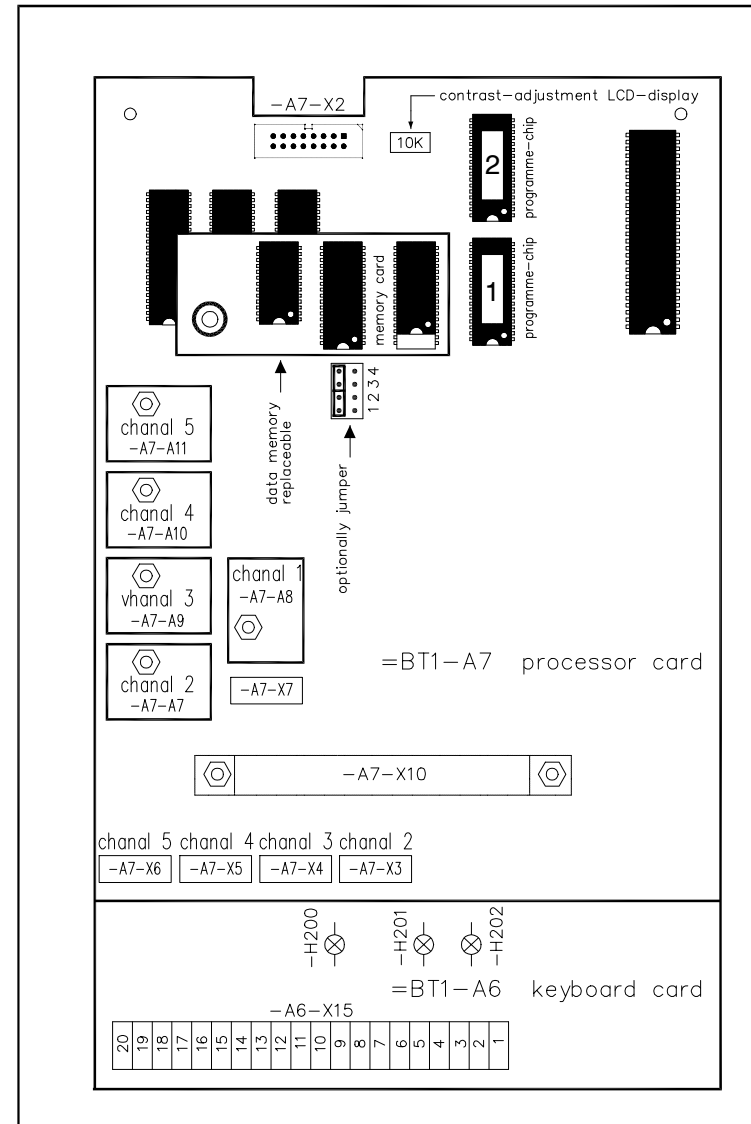 -A7-X2
contrast-adjustment LCD-display
10K
2
programme-chip
1
programme-chip
memory card
1 2 3 4
data memory
replaceable
optionally jumper
chanal 5
-A7-A11
chanal 4
-A7-A10
vhanal 3
-A7-A9
chanal 2
-A7-A7
chanal 1
-A7-A8
-A7-X7
=BT1-A7 processor card
-A7-X10
chanal 5 chanal 4 chanal 3 chanal 2
-A7-X6 -A7-X5 -A7-X4 -A7-X3
-H200
-H201
-H202
=BT1-A6 keyboard card
-A6-X15
20 19 18 17 16 15 14 13 12 11 10 9 8 7 6 5 4 3 2 1